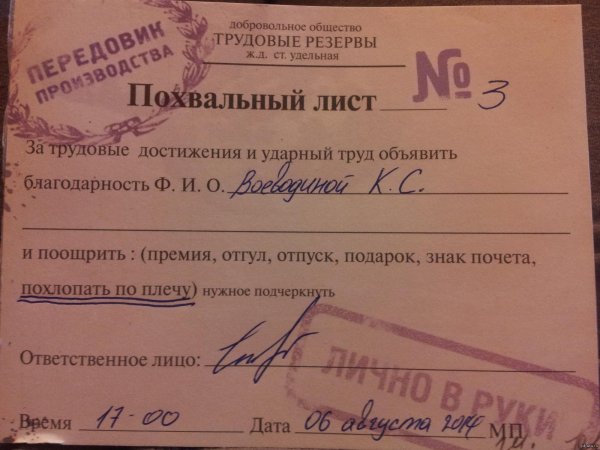 ПЕРЕДОВИК
ПРОИЗВОДСТВА
добровольное общество
ТРУДОВЫЕ РЕЗЕРВЫ
ж.д. ст. удельная
Похвальный лист № 3
За трудовые достижения и ударный труд объявить
благодарность Ф. И. О. Воеводиной К. С.
и поощрить : (премия, отгул, отпуск, подарок, знак почета,
похлопать по плечу) нужное подчеркнуть
Ответственное лицо:
ЛИЧНО В РУКИ
Время 17-00 Дата 06 августа 2014 МП